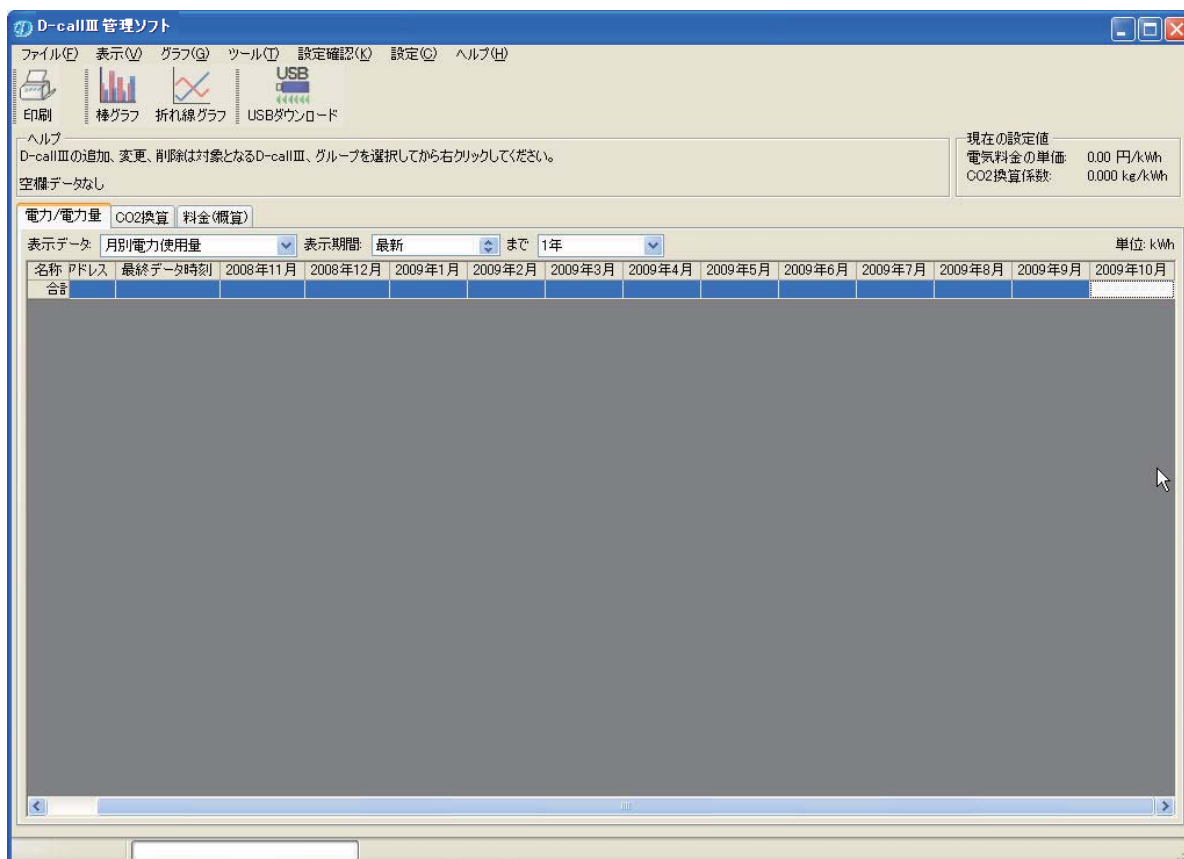 D-callⅢ 管理ソフト
ファイル(F) 表示(V) グラフ(G) ツール(T) 設定確認(K) 設定(C) ヘルプ(H)
USB
印刷 棒グラフ 折れ線グラフ USBダウンロード
ヘルプ
D-callⅢの追加、変更、削除は対象となるD-callⅢ、グループを選択してから右クリックしてください。
空欄:データなし
現在の設定値
電気料金の単価: 0.00 円/kWh
CO2換算係数: 0.000 kg/kWh
電力/電力量 CO2換算 料金(概算)
表示データ: 月別電力使用量 表示期間: 最新 まで 1年 単位: kWh
名称 アドレス 最終データ時刻 2008年11月 2008年12月 2009年1月 2009年2月 2009年3月 2009年4月 2009年5月 2009年6月 2009年7月 2009年8月 2009年9月 2009年10月
合計